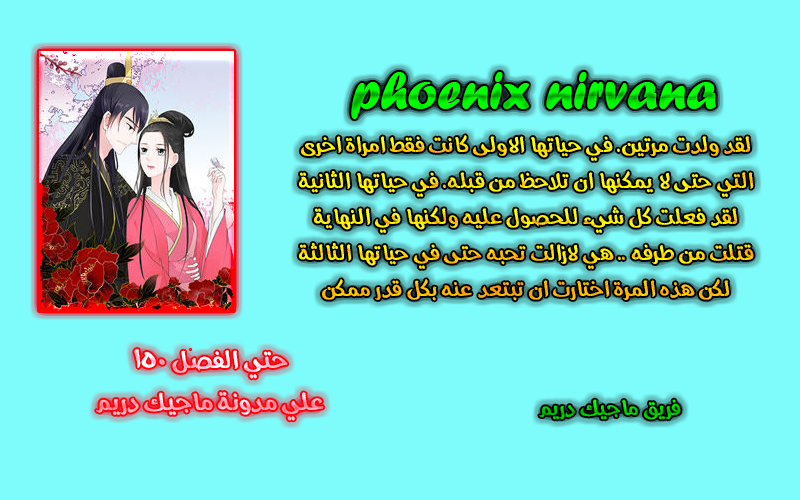 phoenix nirvana
لقد ولدت مرتين. في حياتها الاولى كانت فقط امراة اخرى
التي حتى لا يمكنها ان تلاحظ من قبله. في حياتها الثانية
لقد فعلت كل شيء للحصول عليه ولكنها في النهاية
قتلت من طرفه .. هي لازالت تحبه حتى في حياتها الثالثة
لكن هذه المرة اختارت ان تبتعد عنه بكل قدر ممكن
حتي الفصل ١٥٠
علي مدونة ماجيك دريم
فريق ماجيك دريم